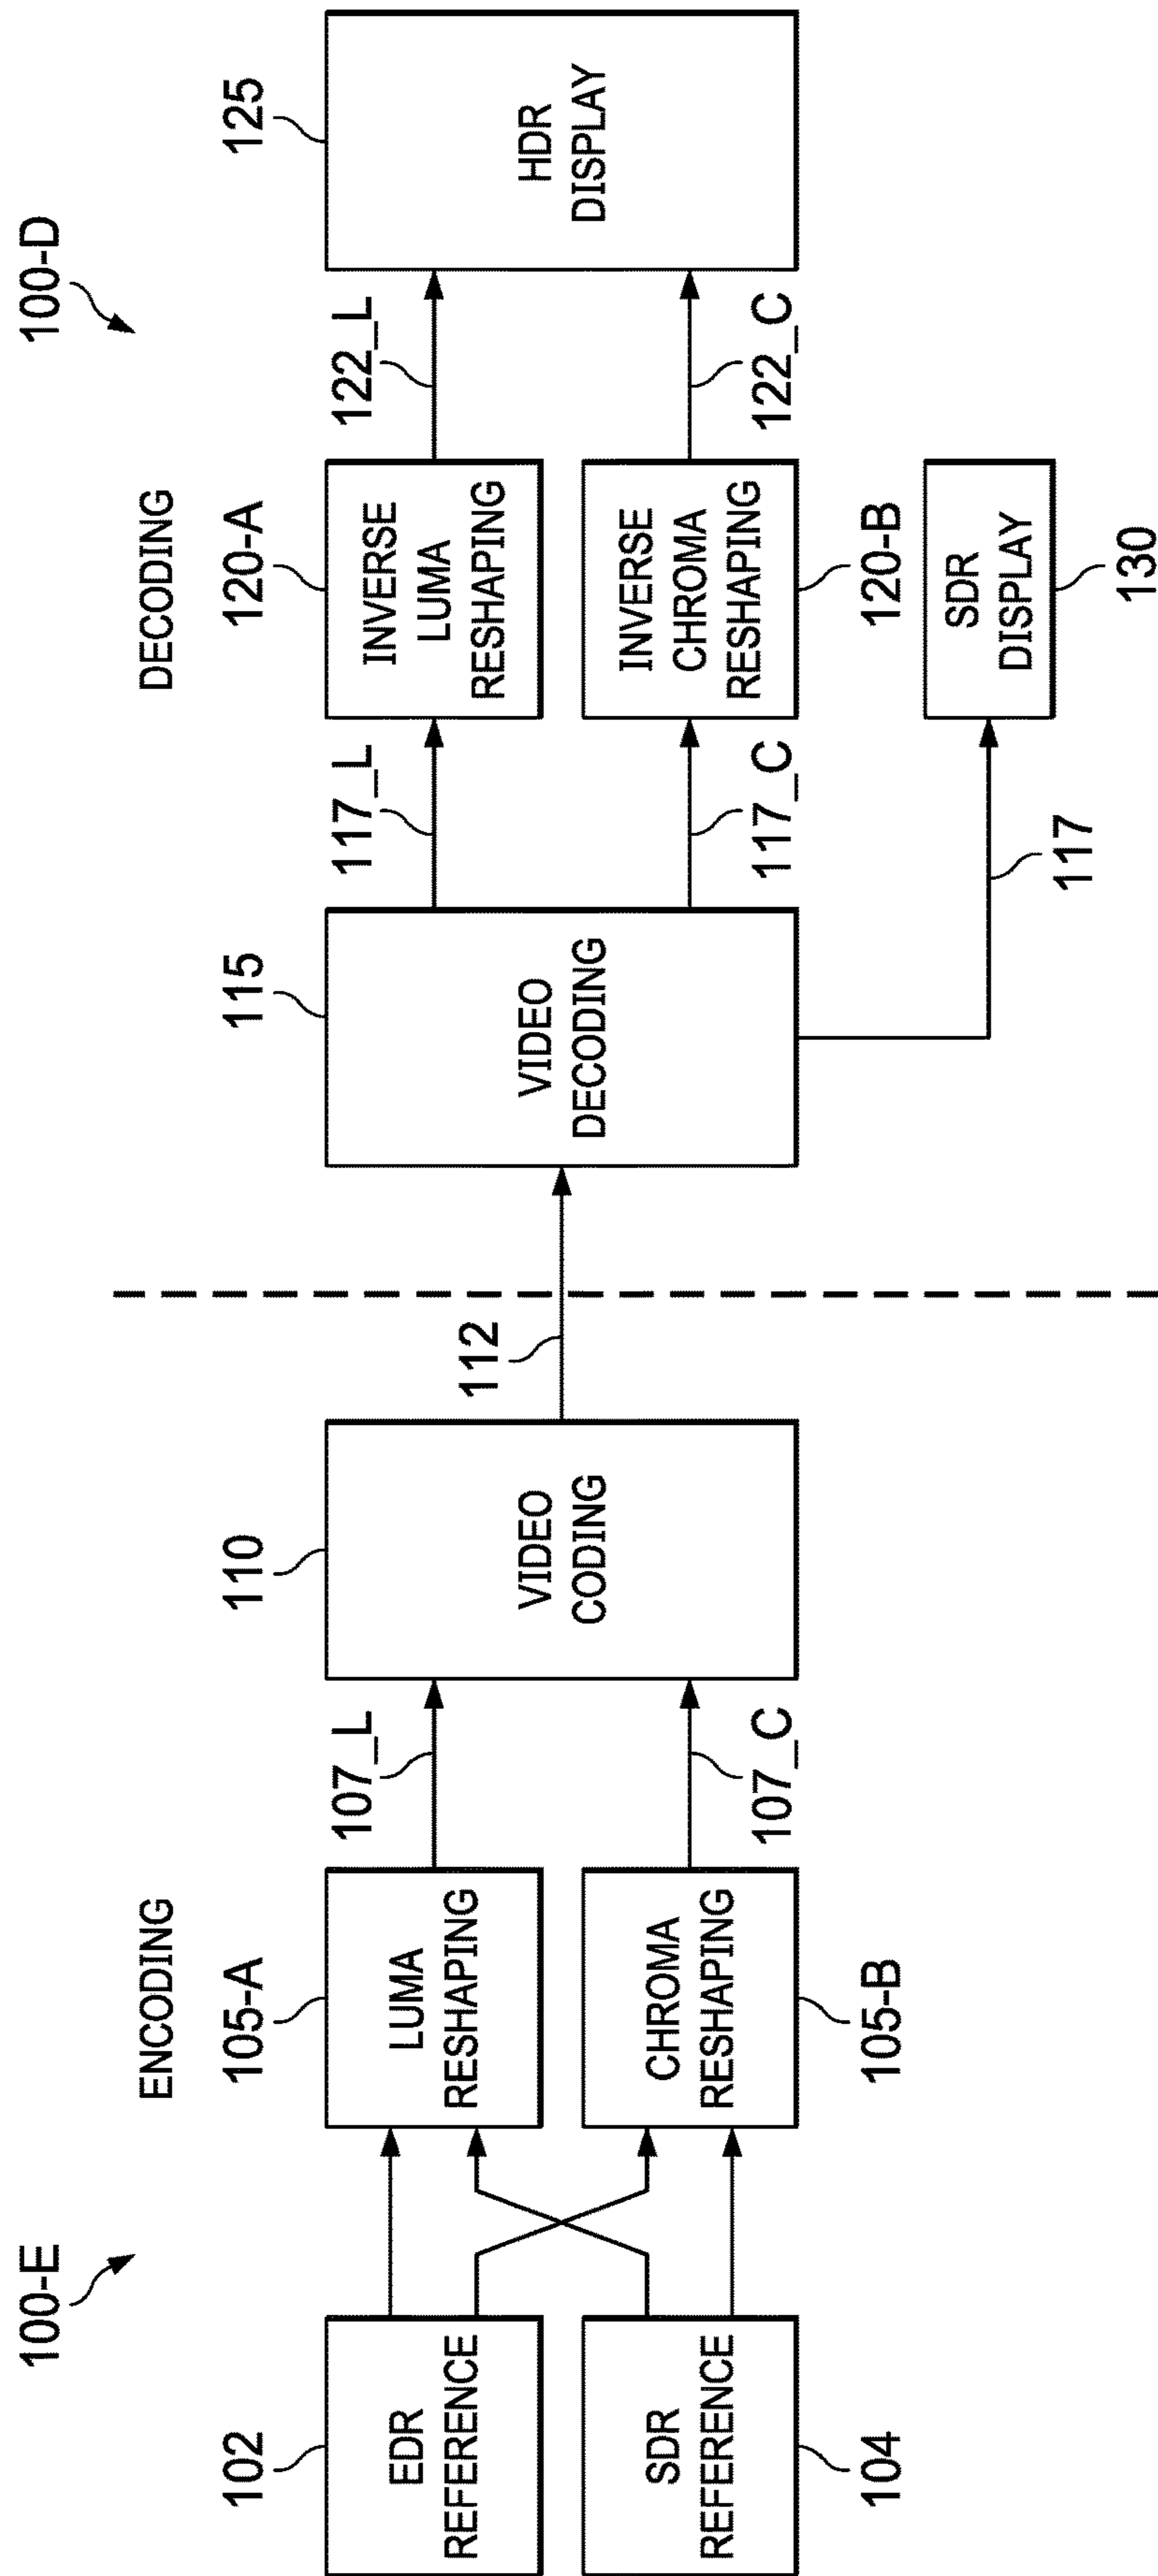 100-E
ENCODING
102
EDR
REFERENCE
SDR
REFERENCE
104
105-A
LUMA
RESHAPING
CHROMA
RESHAPING
105-B
107_L
107_C
110
VIDEO
CODING
112
100-D
DECODING
115
VIDEO
DECODING
117_L
117_C
117
120-A
INVERSE
LUMA
RESHAPING
INVERSE
CHROMA
RESHAPING
120-B
SDR
DISPLAY
130
122_L
122_C
125
HDR
DISPLAY